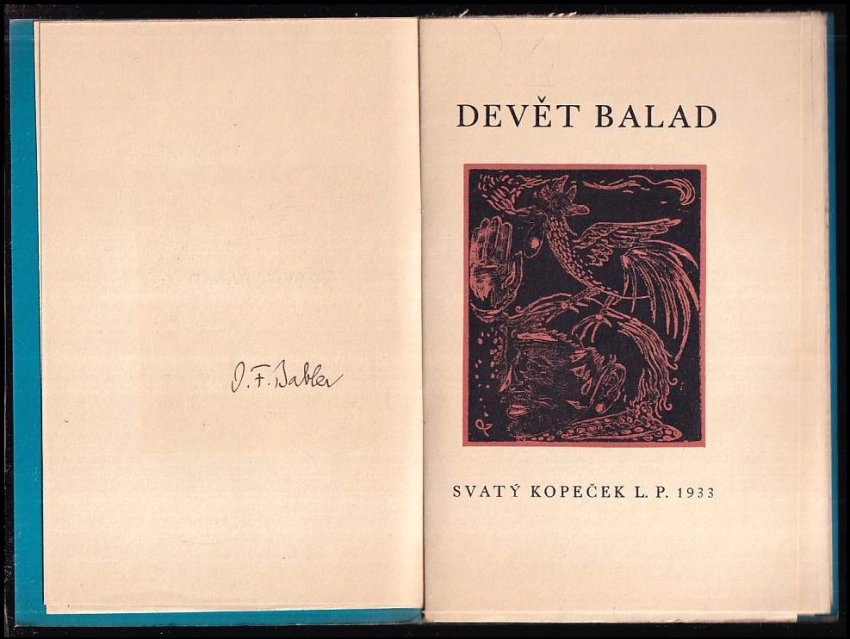 O. F. Babler
DEVĚT BALAD
SVATÝ KOPEČEK L. P. 1933